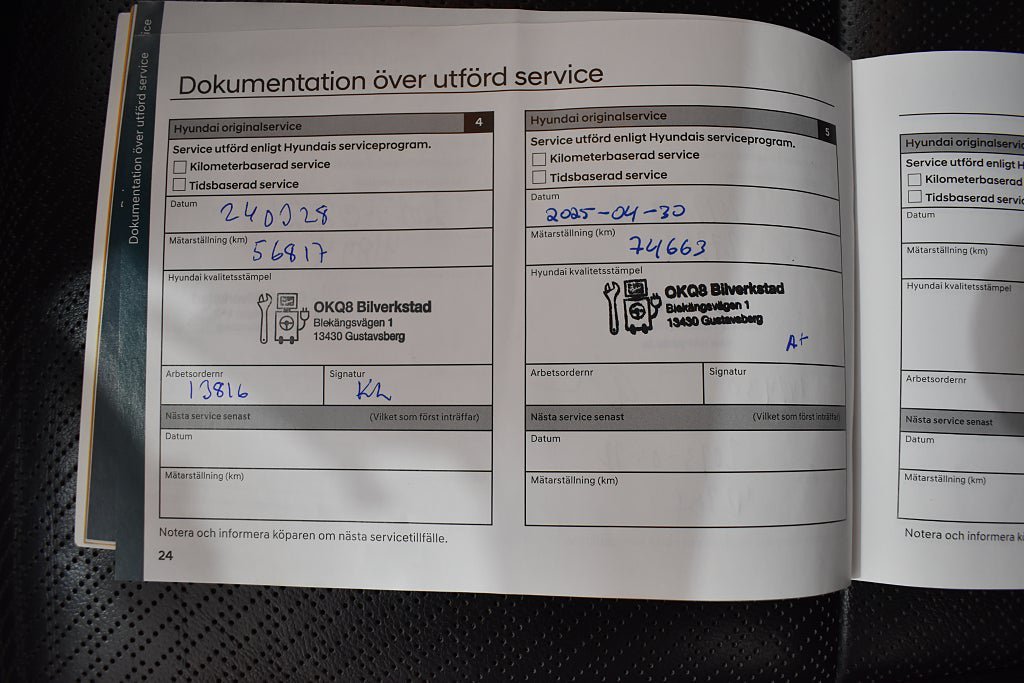 Dokumentation över utförd service
ice
Dokumentation över utförd service
Hyundai originalservice 4
Service utförd enligt Hyundais serviceprogram.
Kilometerbaserad service
Tidsbaserad service
Datum
Mätarställning (km)
56817
Hyundai kvalitetsstämpel
OKQ8 Bilverkstad
Blekängsvägen 1
13430 Gustavsberg
Arbetsordernr
13816
Signatur
KL
Nästa service senast (Vilket som först inträffar)
Datum
Mätarställning (km)
Notera och informera köparen om nästa servicetillfälle.
24
Hyundai originalservice 5
Service utförd enligt Hyundais serviceprogram.
Kilometerbaserad service
Tidsbaserad service
Datum
2025-04-30
Mätarställning (km)
74663
Hyundai kvalitetsstämpel
OKQ8 Bilverkstad
Blekängsvägen 1
13430 Gustavsberg
Arbetsordernr
Signatur
Nästa service senast (Vilket som först inträffar)
Datum
Mätarställning (km)
Hyundai originalservic
Service utförd enligt H
Kilometerbaserad
Tidsbaserad servic
Datum
Mätarställning (km)
Hyundai kvalitetsstämpel
Arbetsordernr
Nästa service senast
Datum
Mätarställning (km)
Notera och informera k